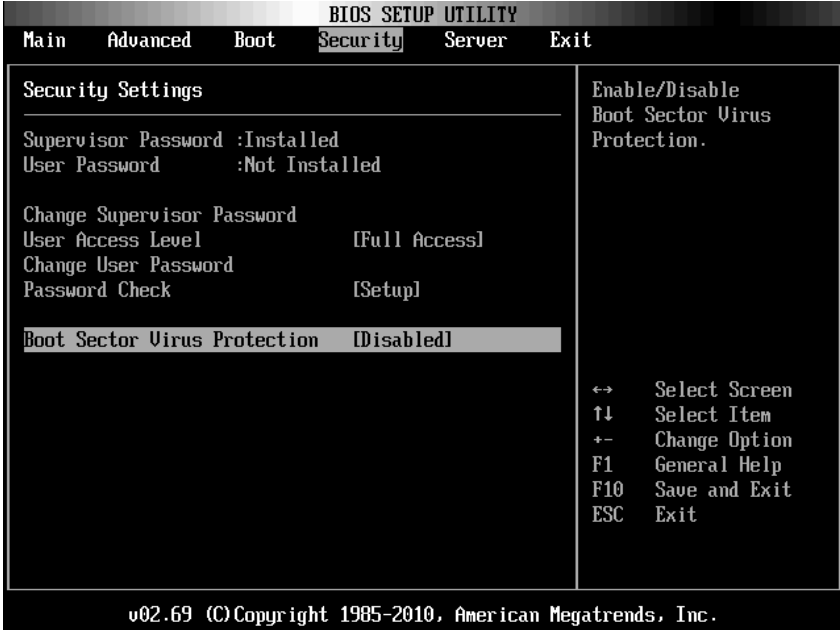 BIOS SETUP UTILITY
Main Advanced Boot Security Server Exit
Security Settings
Supervisor Password :Installed
User Password :Not Installed
Change Supervisor Password
User Access Level [Full Access]
Change User Password
Password Check [Setup]
Boot Sector Virus Protection [Disabled]
Enable/Disable
Boot Sector Virus
Protection.
↔ Select Screen
↑↓ Select Item
+- Change Option
F1 General Help
F10 Save and Exit
ESC Exit
v02.69 (C)Copyright 1985-2010, American Megatrends, Inc.